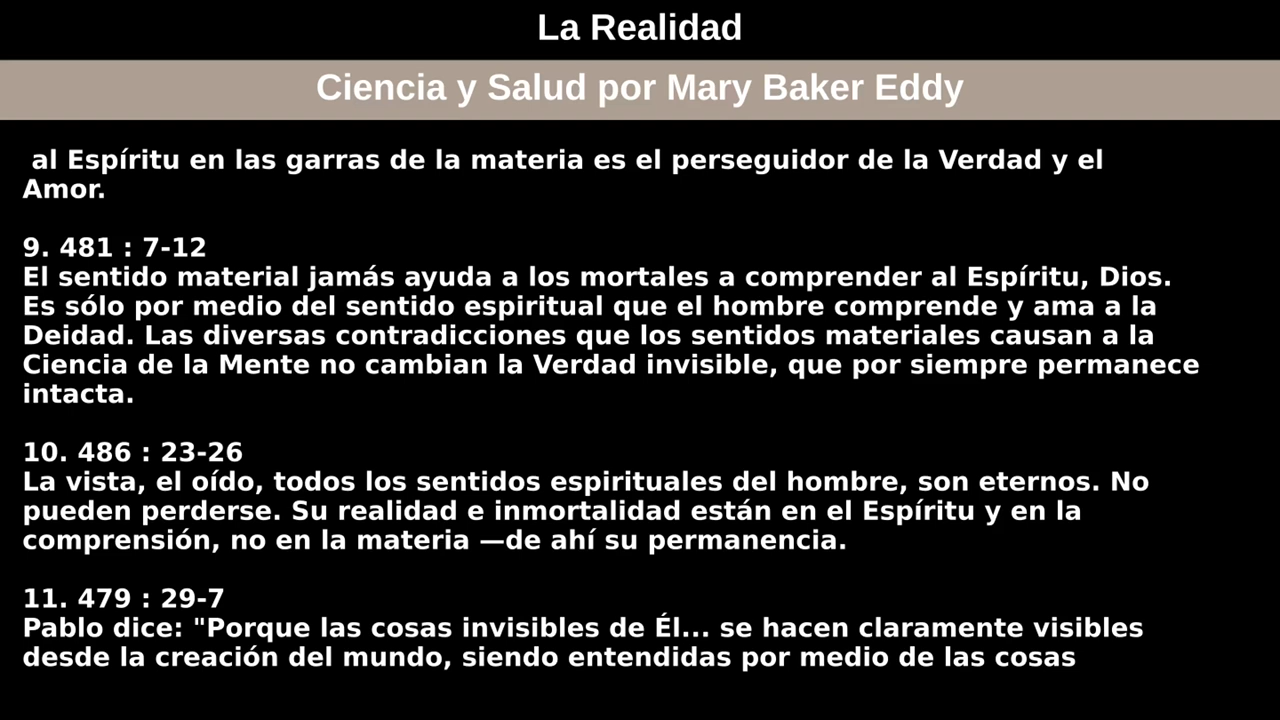 La Realidad
Ciencia y Salud por Mary Baker Eddy
al Espíritu en las garras de la materia es el perseguidor de la Verdad y el
Amor.
9. 481 : 7-12
El sentido material jamás ayuda a los mortales a comprender al Espíritu, Dios.
Es sólo por medio del sentido espiritual que el hombre comprende y ama a la
Deidad. Las diversas contradicciones que los sentidos materiales causan a la
Ciencia de la Mente no cambian la Verdad invisible, que por siempre permanece
intacta.
10. 486 : 23-26
La vista, el oído, todos los sentidos espirituales del hombre, son eternos. No
pueden perderse. Su realidad e inmortalidad están en el Espíritu y en la
comprensión, no en la materia —de ahí su permanencia.
11. 479 : 29-7
Pablo dice: "Porque las cosas invisibles de Él... se hacen claramente visibles
desde la creación del mundo, siendo entendidas por medio de las cosas